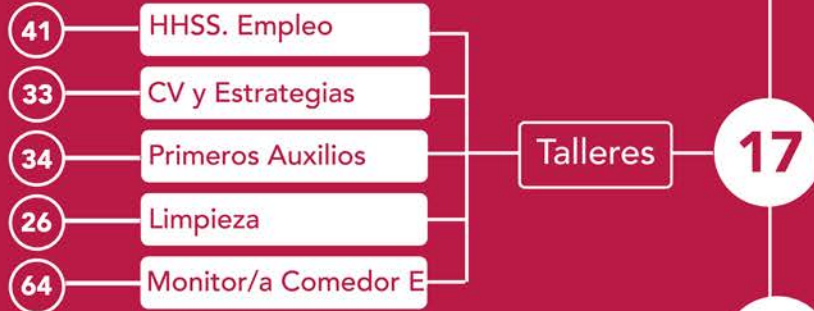 41 HHSS. Empleo
33 CV y Estrategias
34 Primeros Auxilios
26 Limpieza
64 Monitor/a Comedor E
Talleres 17